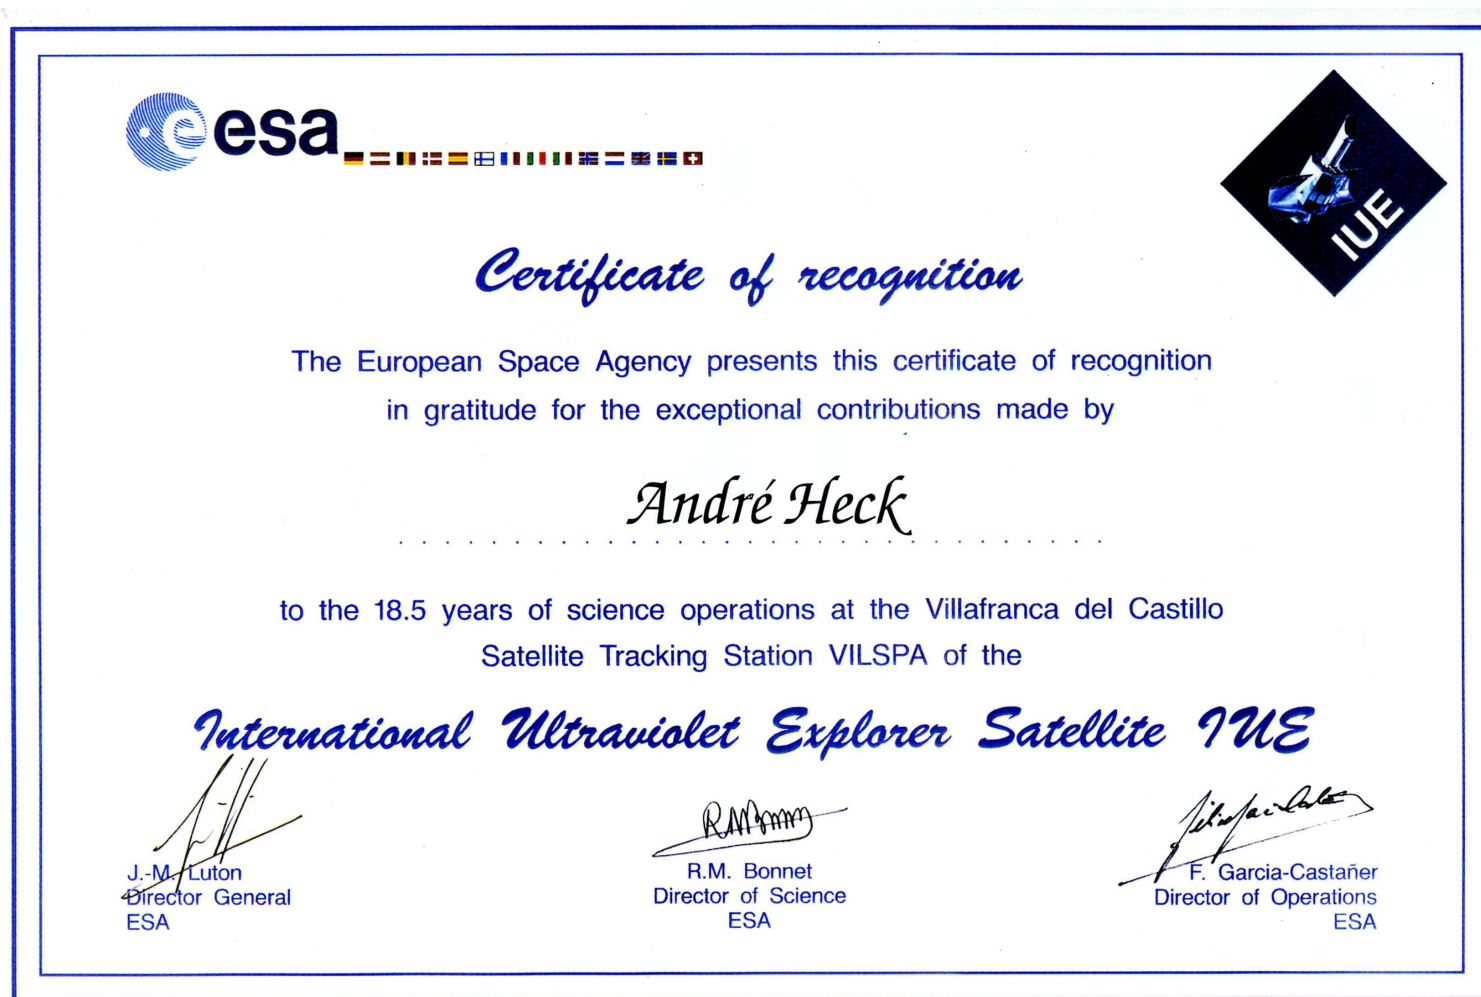 esa
IUE
Certificate of recognition
The European Space Agency presents this certificate of recognition
in gratitude for the exceptional contributions made by
André Heck
to the 18.5 years of science operations at the Villafranca del Castillo
Satellite Tracking Station VILSPA of the
International Ultraviolet Explorer Satellite IUE
J.-M. Luton
Director General
ESA
R.M. Bonnet
Director of Science
ESA
F. Garcia-Castañer
Director of Operations
ESA